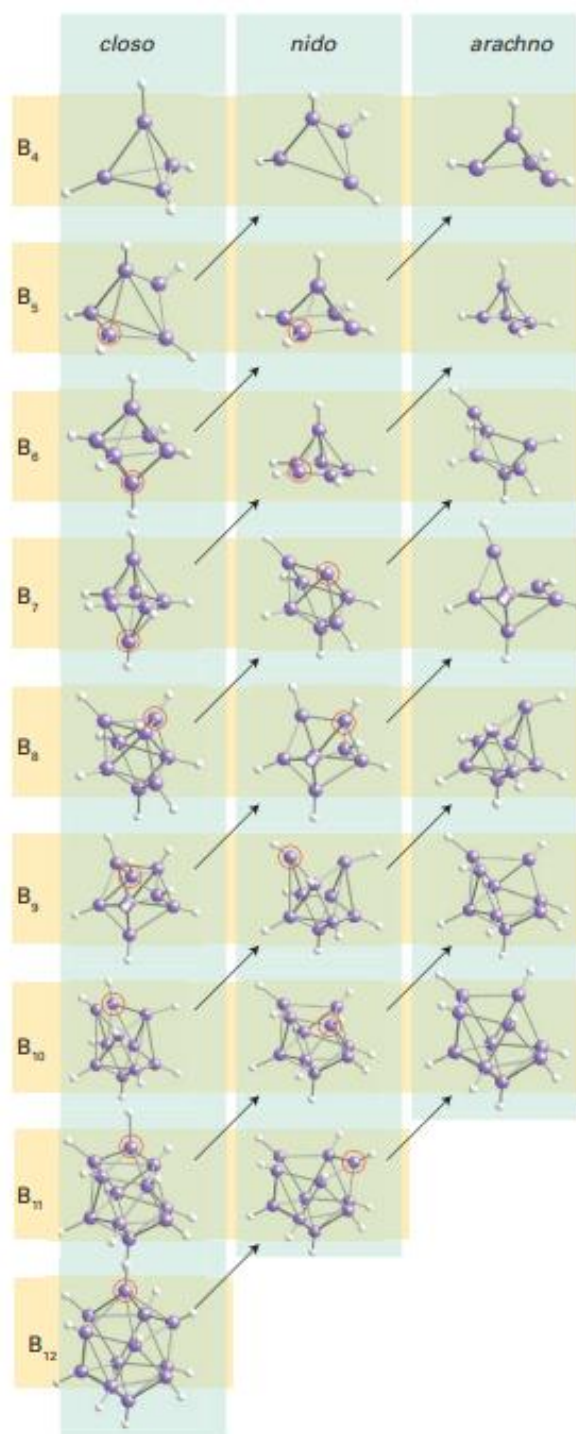 closo nido arachno
B₄
B₅
B₆
B₇
B₈
B₉
B₁₀
B₁₁
B₁₂